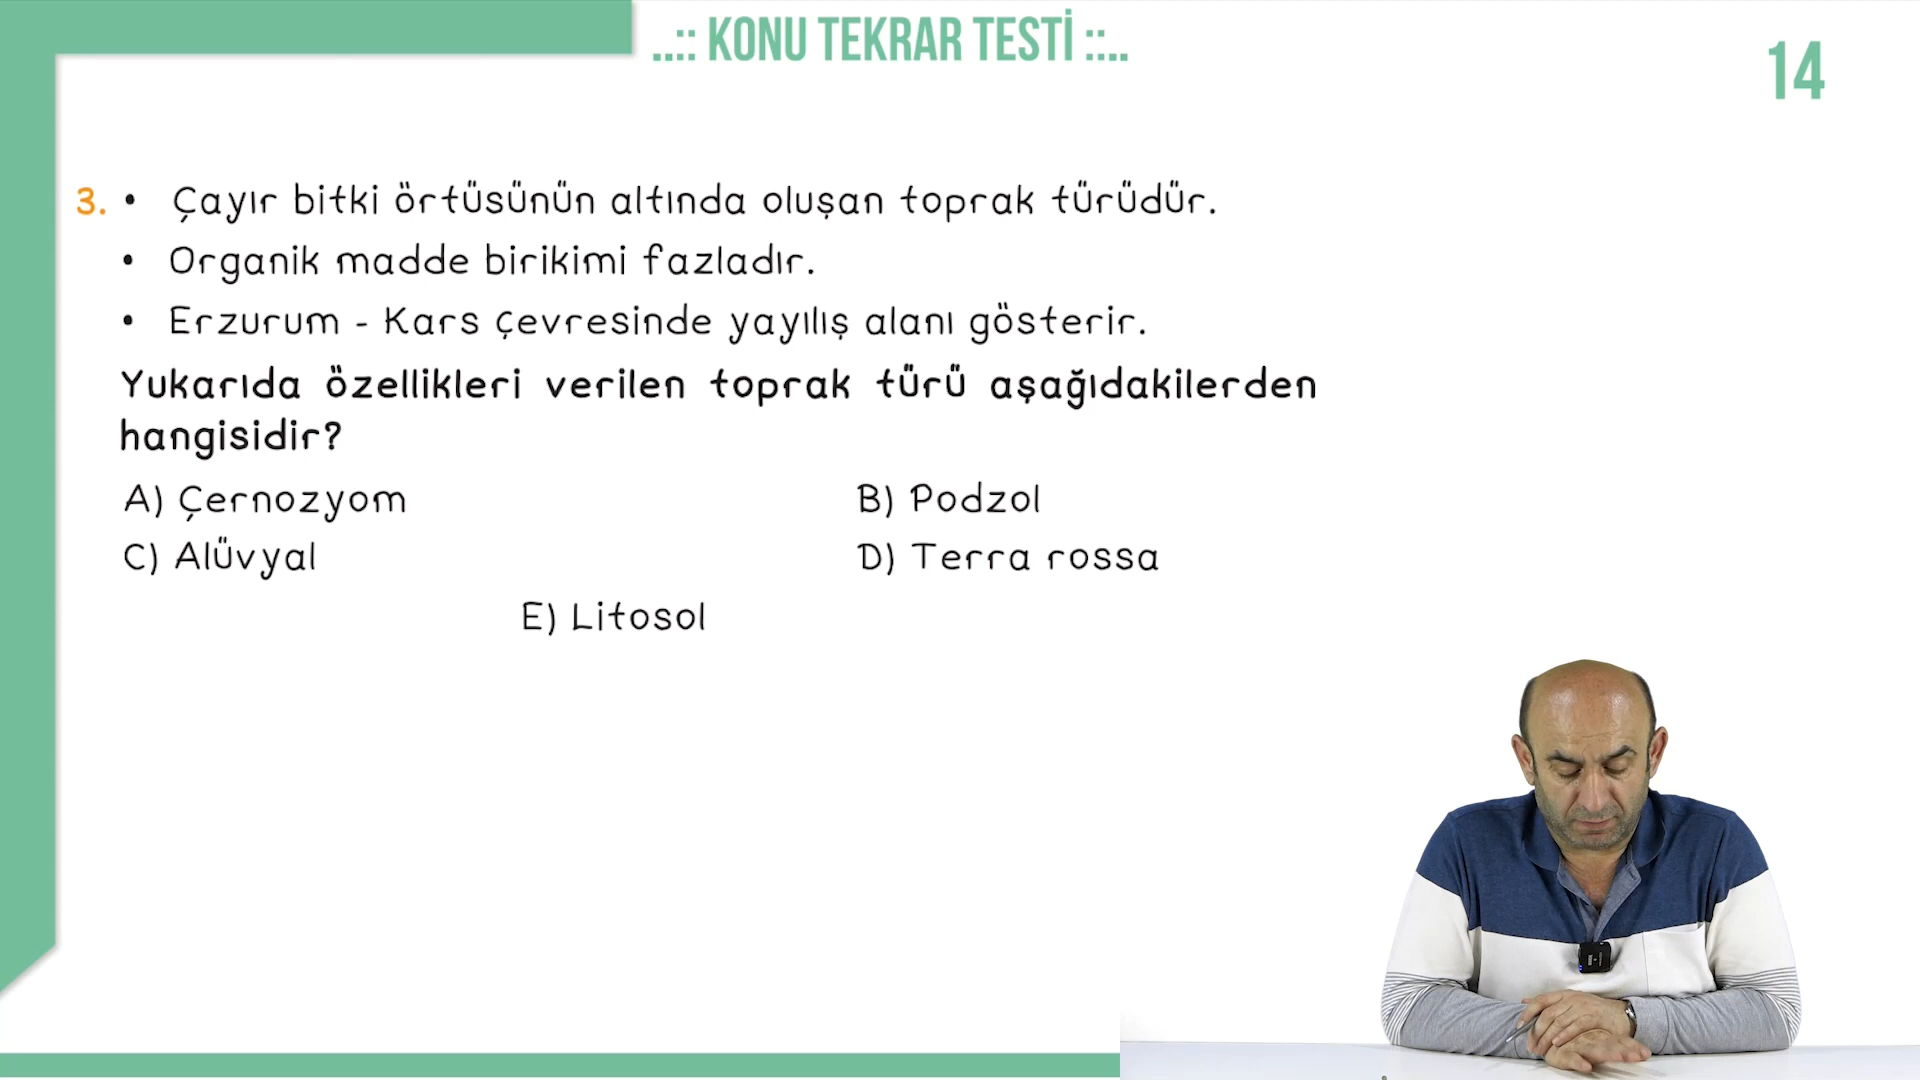 ..:: KONU TEKRAR TESTİ ::..
14
3. • Çayır bitki örtüsünün altında oluşan toprak türüdür.
• Organik madde birikimi fazladır.
• Erzurum - Kars çevresinde yayılış alanı gösterir.
Yukarıda özellikleri verilen toprak türü aşağıdakilerden
hangisidir?
A) Çernozyom B) Podzol
C) Alüvyal D) Terra rossa
E) Litosol